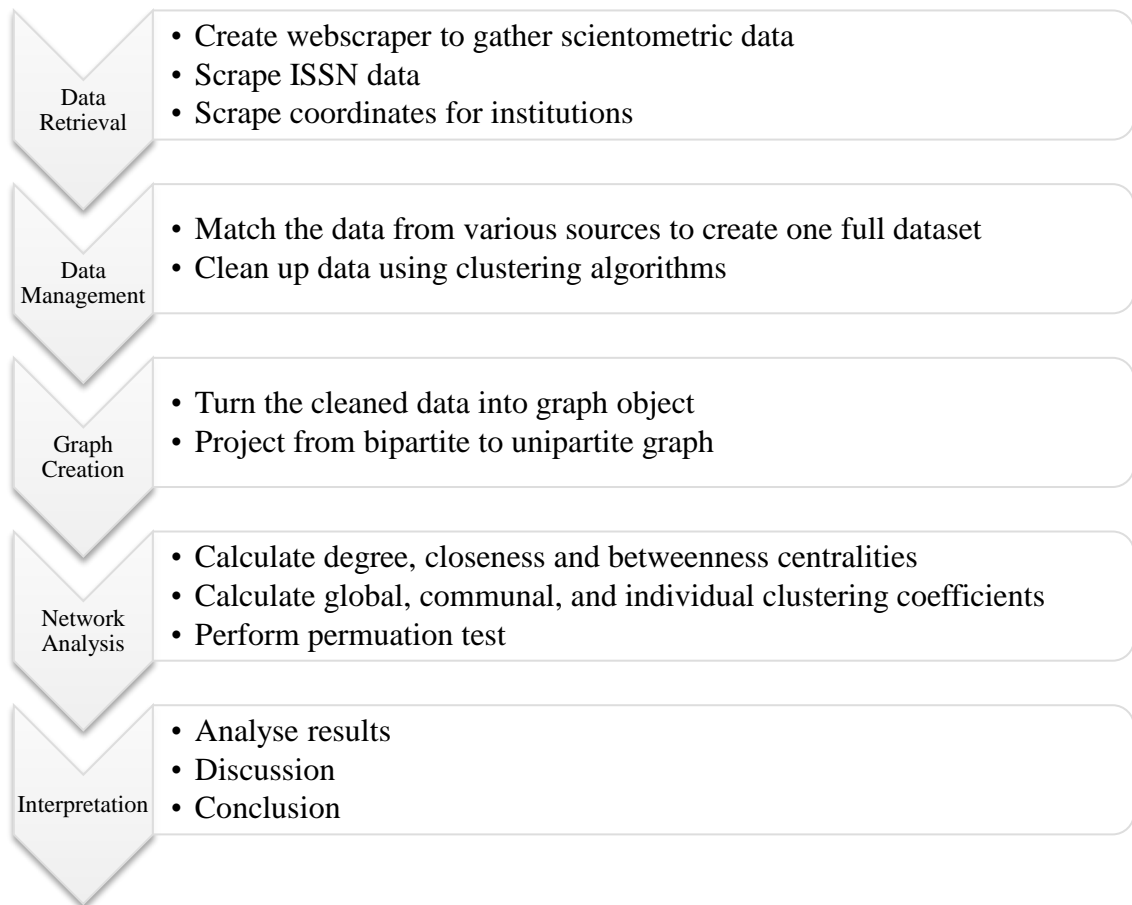 Data
Retrieval
• Create webscraper to gather scientometric data
• Scrape ISSN data
• Scrape coordinates for institutions
Data
Management
• Match the data from various sources to create one full dataset
• Clean up data using clustering algorithms
Graph
Creation
• Turn the cleaned data into graph object
• Project from bipartite to unipartite graph
Network
Analysis
• Calculate degree, closeness and betweenness centralities
• Calculate global, communal, and individual clustering coefficients
• Perform permuation test
Interpretation
• Analyse results
• Discussion
• Conclusion